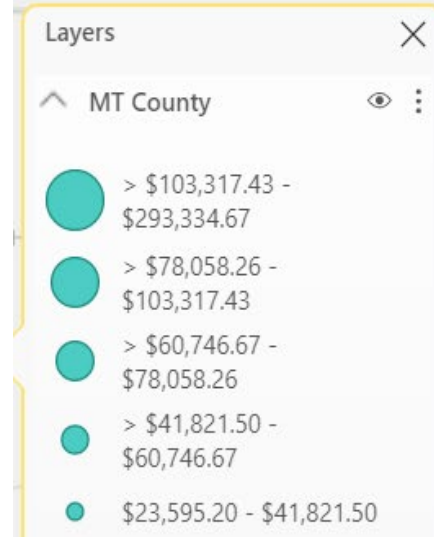 Layers
MT County
> $103,317.43 -
$293,334.67
> $78,058.26 -
$103,317.43
> $60,746.67 -
$78,058.26
> $41,821.50 -
$60,746.67
$23,595.20 - $41,821.50